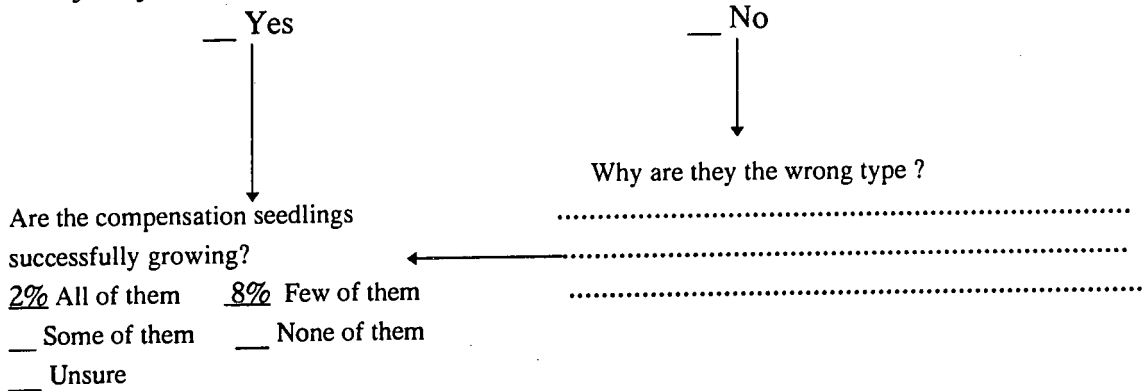 __ Yes __ No
Why are they the wrong type ?
Are the compensation seedlings
successfully growing?
2% All of them 8% Few of them
__ Some of them __ None of them
__ Unsure